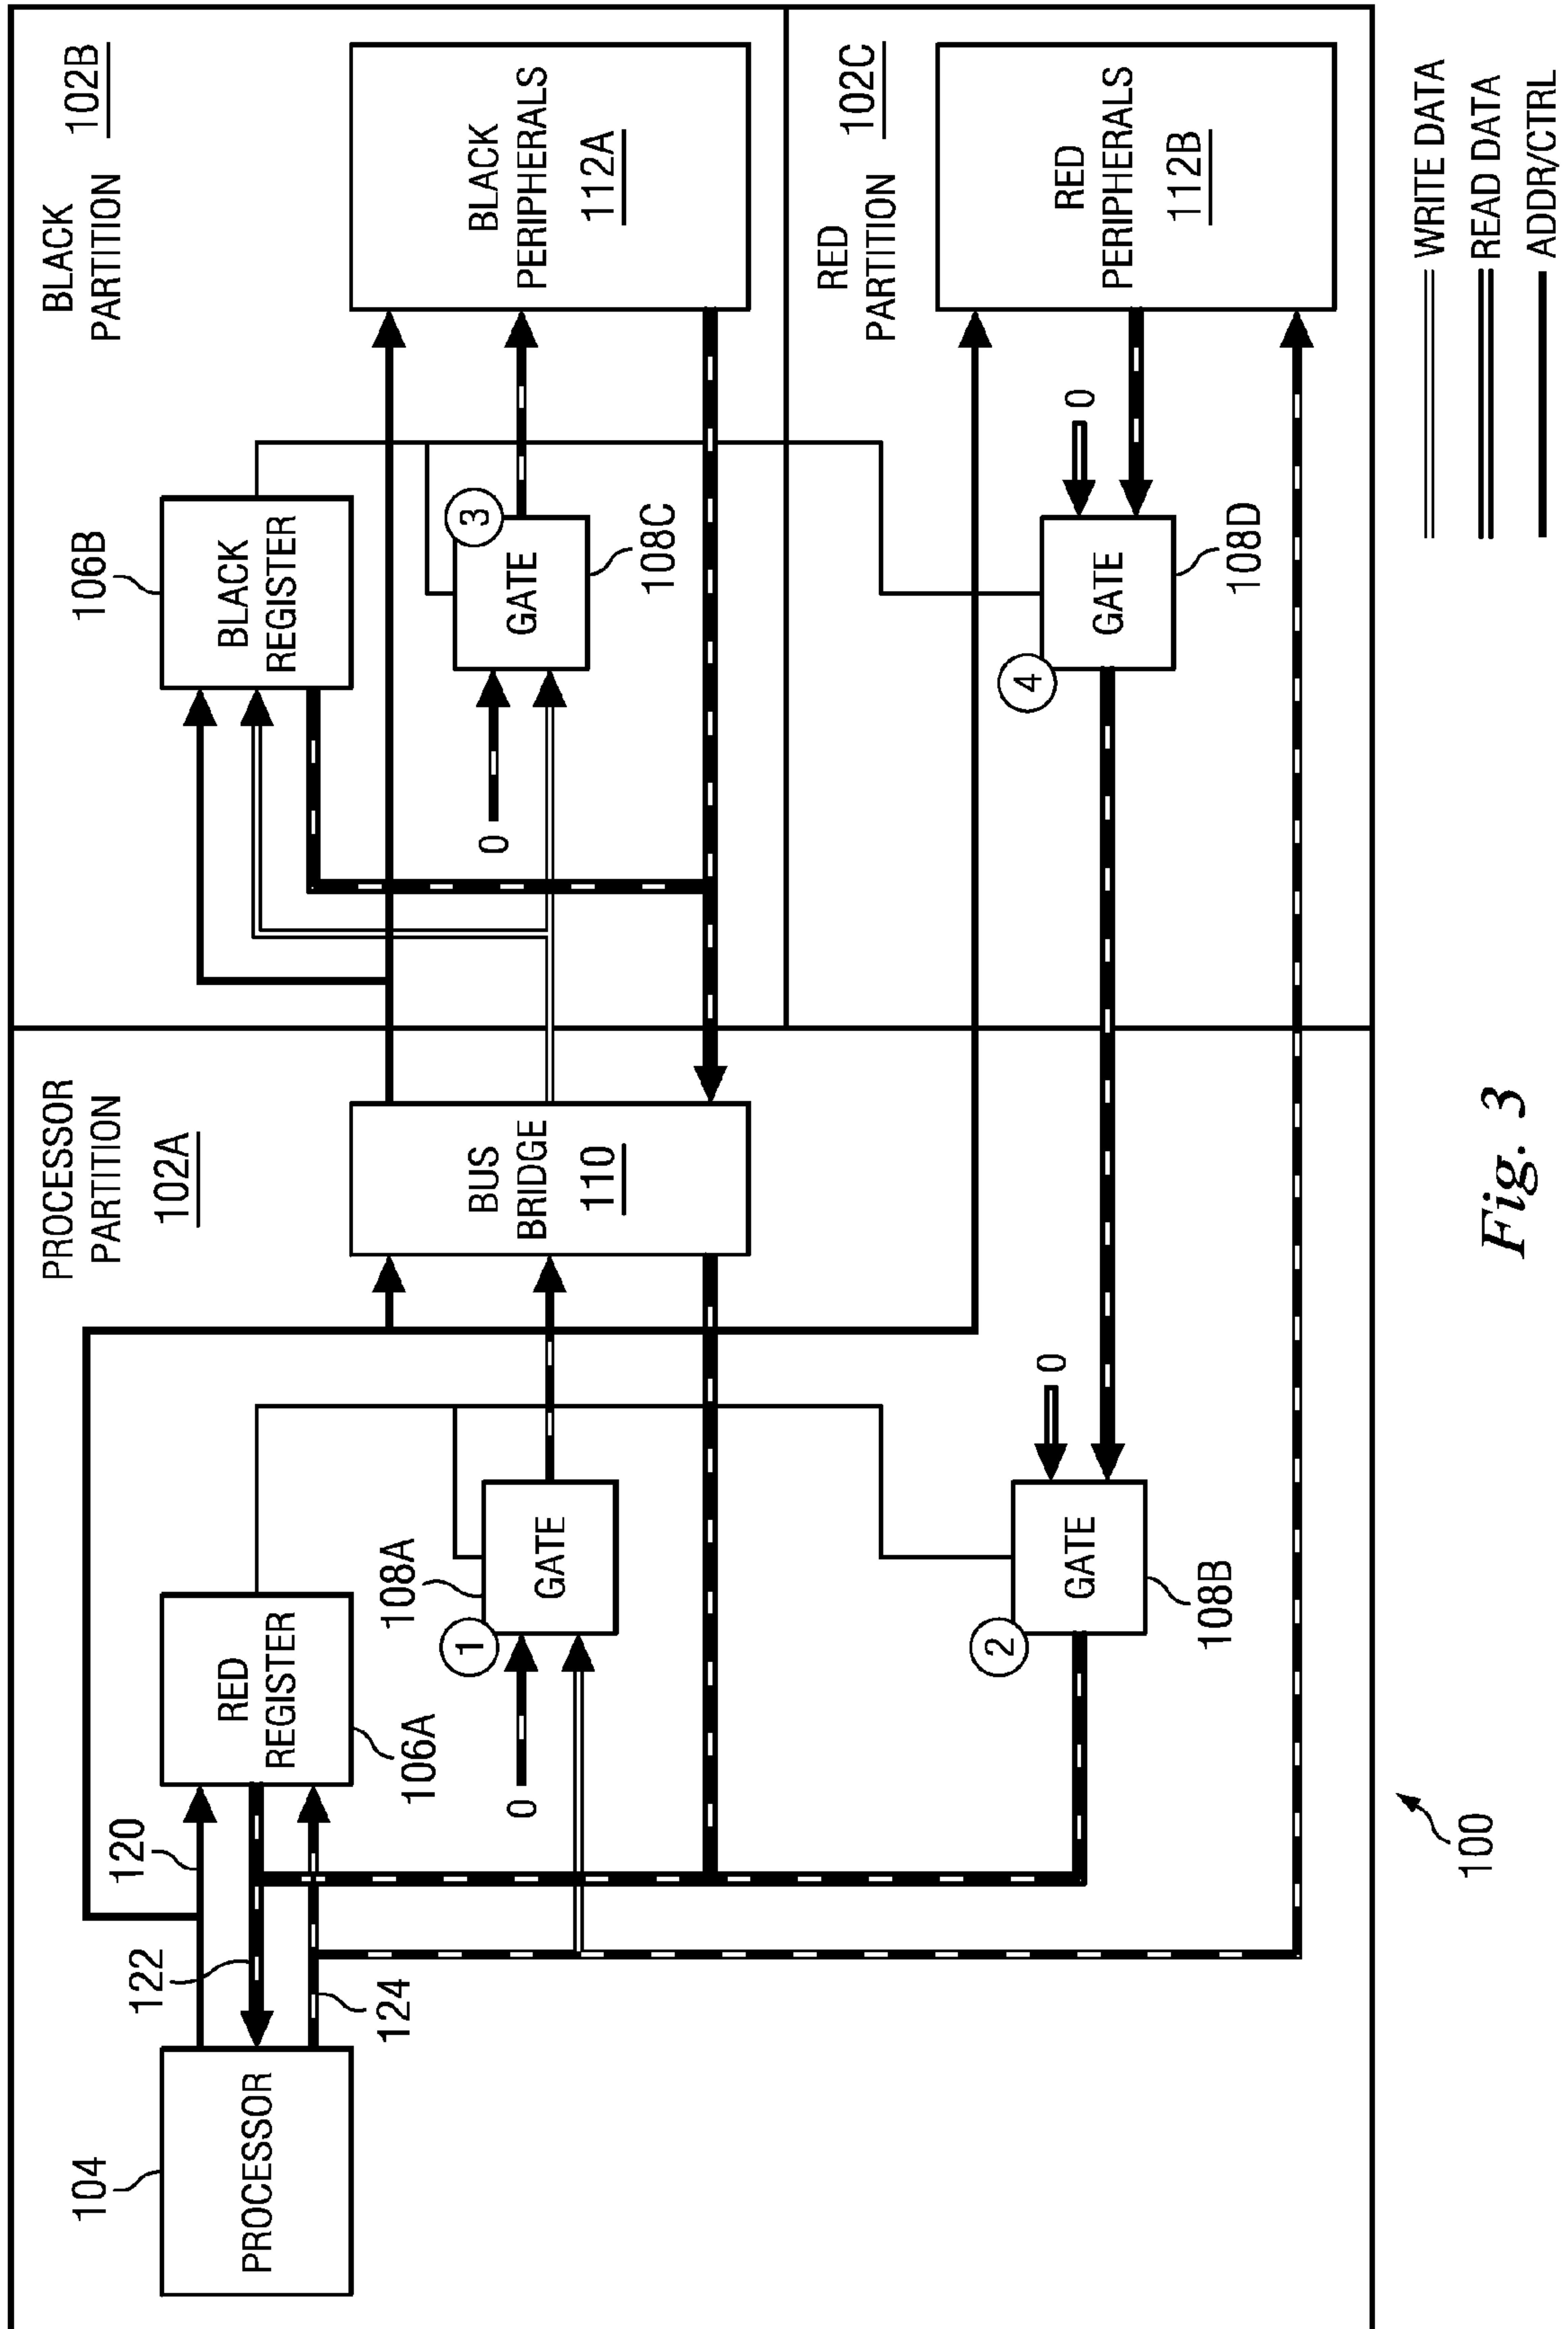 PROCESSOR
PARTITION
102A
BLACK
PARTITION
102B
104
PROCESSOR
120
122
124
RED
REGISTER
106A
106B
BLACK
REGISTER
108A
1
GATE
0
BUS
BRIDGE
110
0
3
GATE
108C
BLACK
PERIPHERALS
112A
RED
PARTITION
102C
2
GATE
108B
0
4
GATE
108D
0
RED
PERIPHERALS
112B
100
WRITE DATA
READ DATA
ADDR/CTRL
Fig. 3